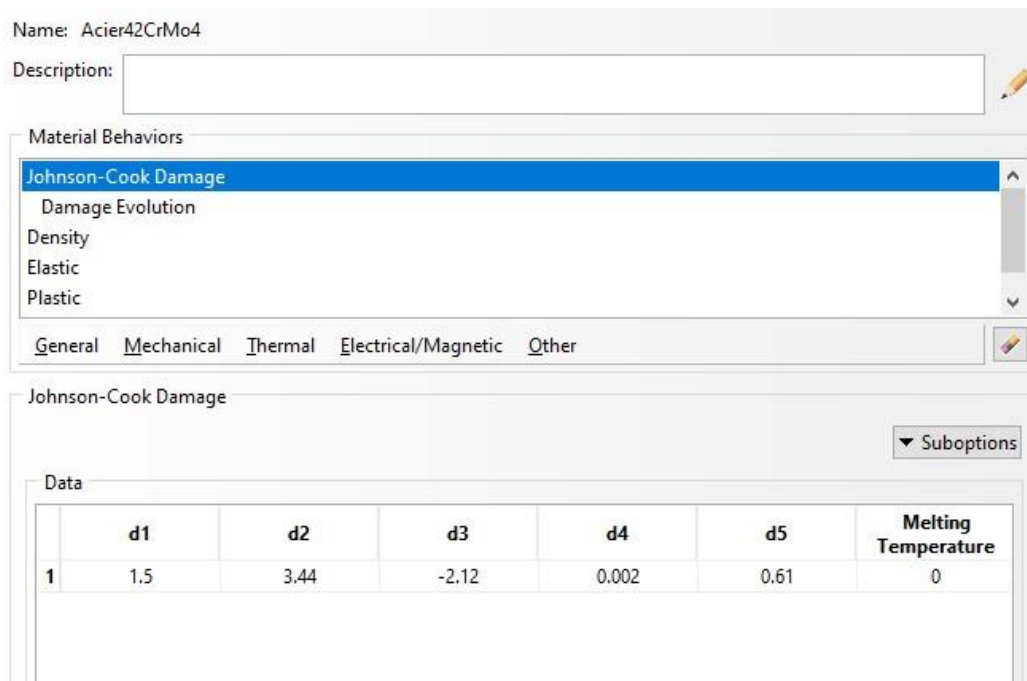 Name: Acier42CrMo4
Description:
Material Behaviors
Johnson-Cook Damage
Damage Evolution
Density
Elastic
Plastic
General Mechanical Thermal Electrical/Magnetic Other
Johnson-Cook Damage
Suboptions
Data
d1 d2 d3 d4 d5 Melting Temperature
1 1.5 3.44 -2.12 0.002 0.61 0